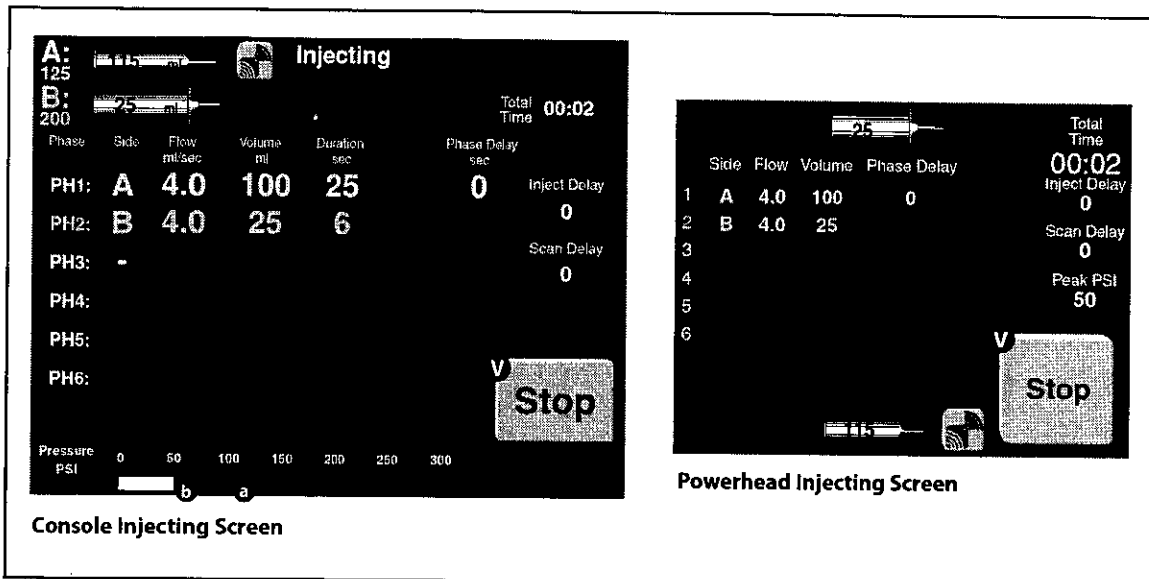 A: 115 ml Injecting
125
B: 25 ml
200
Total Time 00:02
Phase Side Flow ml/sec Volume ml Duration sec Phase Delay sec
PH1: A 4.0 100 25 0
Inject Delay
0
PH2: B 4.0 25 6
Scan Delay
0
PH3: -
PH4:
PH5:
PH6:
V
Stop
Pressure PSI 0 50 100 150 200 250 300
b a
Console Injecting Screen
25
Total Time
00:02
Side Flow Volume Phase Delay
Inject Delay
0
1 A 4.0 100 0
2 B 4.0 25
Scan Delay
0
3
4
Peak PSI
50
5
6
V
Stop
115
Powerhead Injecting Screen